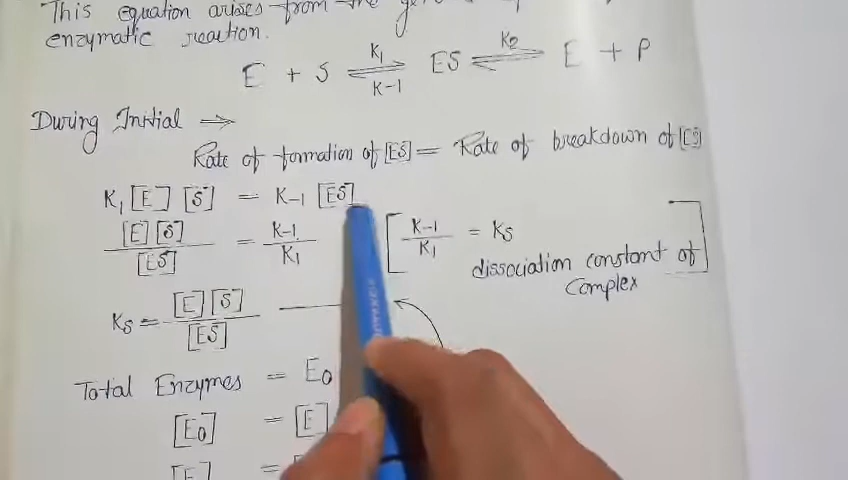 This equation arises from the
enzymatic reaction.
E + S ⇌ ES ⇌ E + P
K1 K2
K-1
During Initial →
Rate of formation of [ES] = Rate of breakdown of [ES]
K1 [E] [S] = K-1 [ES]
[E] [S] / [ES] = K-1 / K1 [ K-1 / K1 = KS
dissociation constant of
Complex ]
KS = [E] [S] / [ES]
Total Enzymes = E0
[E0] = [E]
[E] =